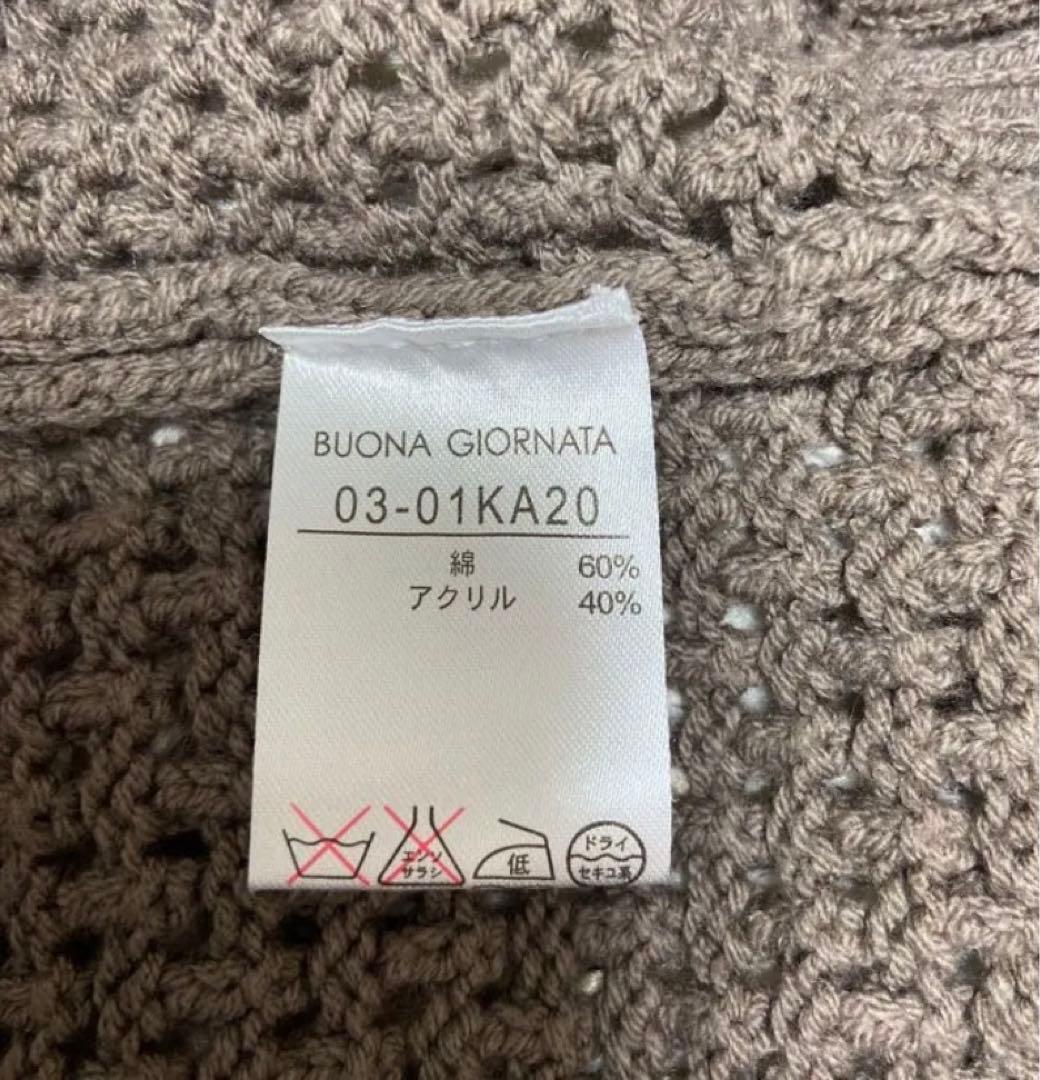 BUONA GIORNATA
03-01KA20
綿 60%
アクリル 40%
エンソ
サラシ
低
ドライ
セキユ系